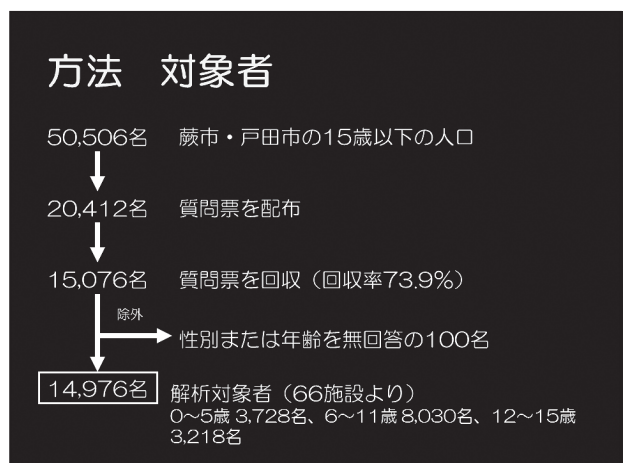 方法　対象者
50,506名　蕨市・戸田市の15歳以下の人口
20,412名　質問票を配布
15,076名　質問票を回収（回収率73.9%）
除外
性別または年齢を無回答の100名
14,976名　解析対象者（66施設より）
0～5歳 3,728名、6～11歳 8,030名、12～15歳
3,218名